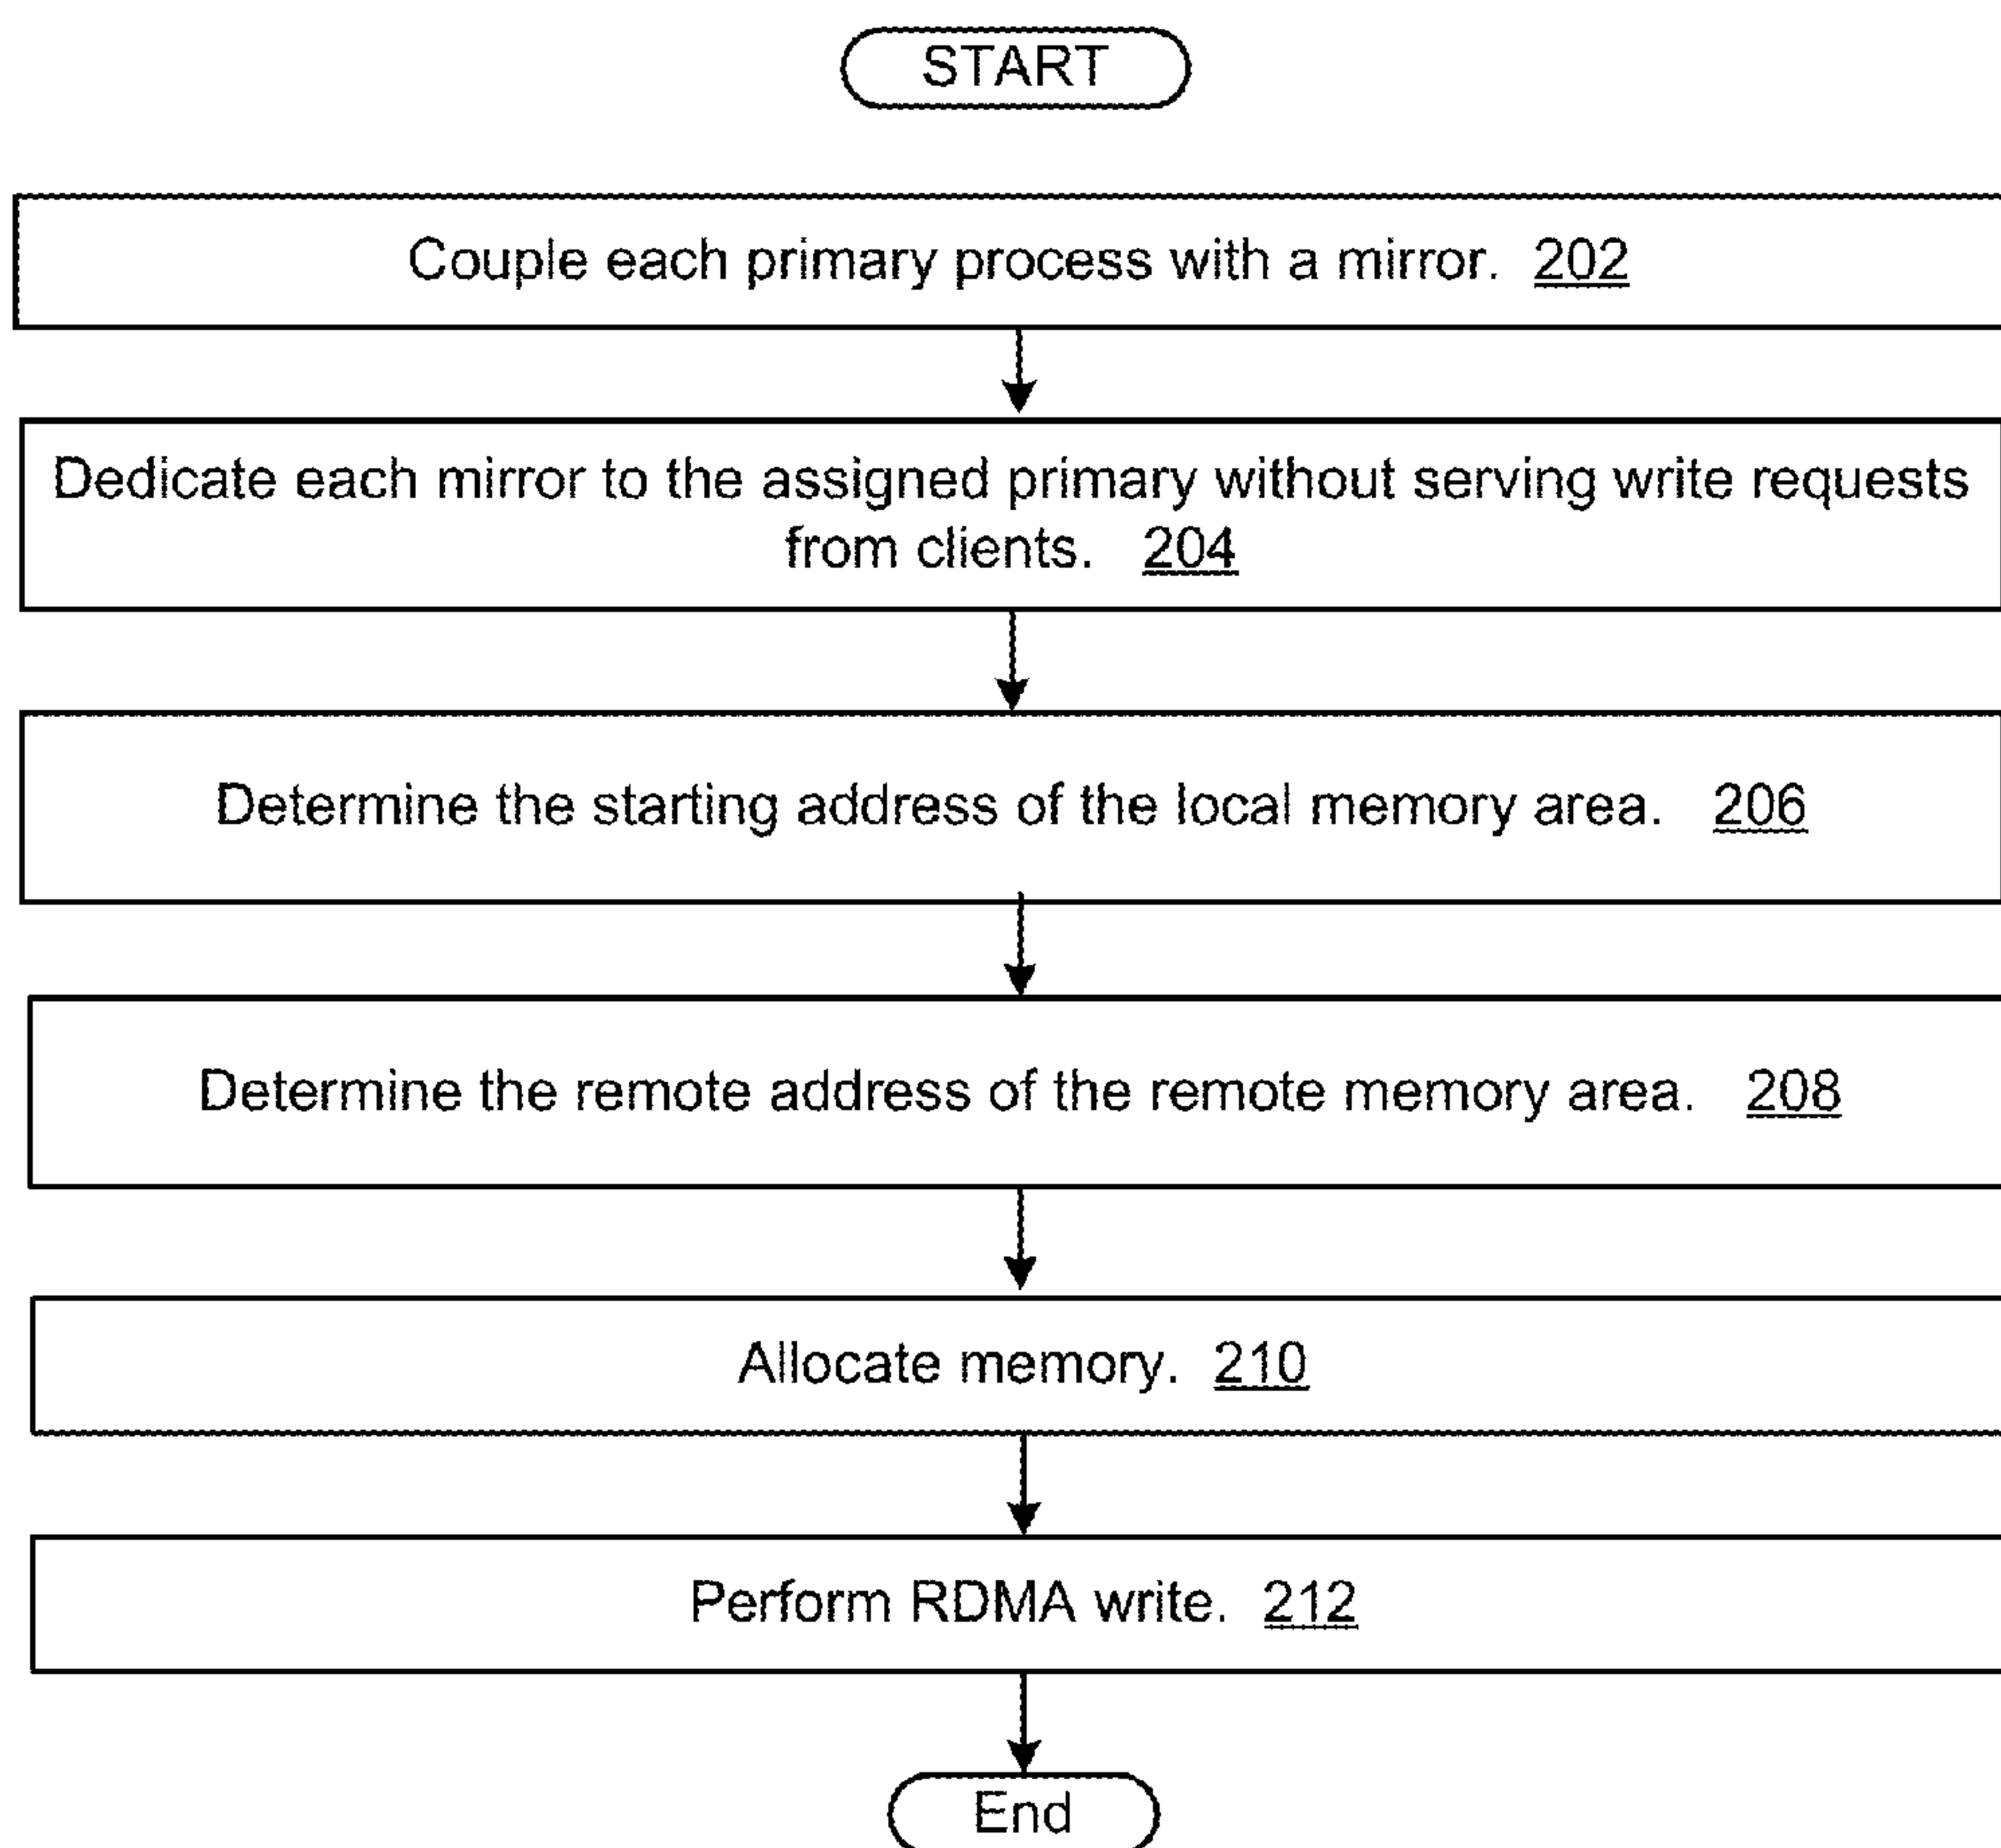 START
Couple each primary process with a mirror. 202
Dedicate each mirror to the assigned primary without serving write requests
from clients. 204
Determine the starting address of the local memory area. 206
Determine the remote address of the remote memory area. 208
Allocate memory. 210
Perform RDMA write. 212
End